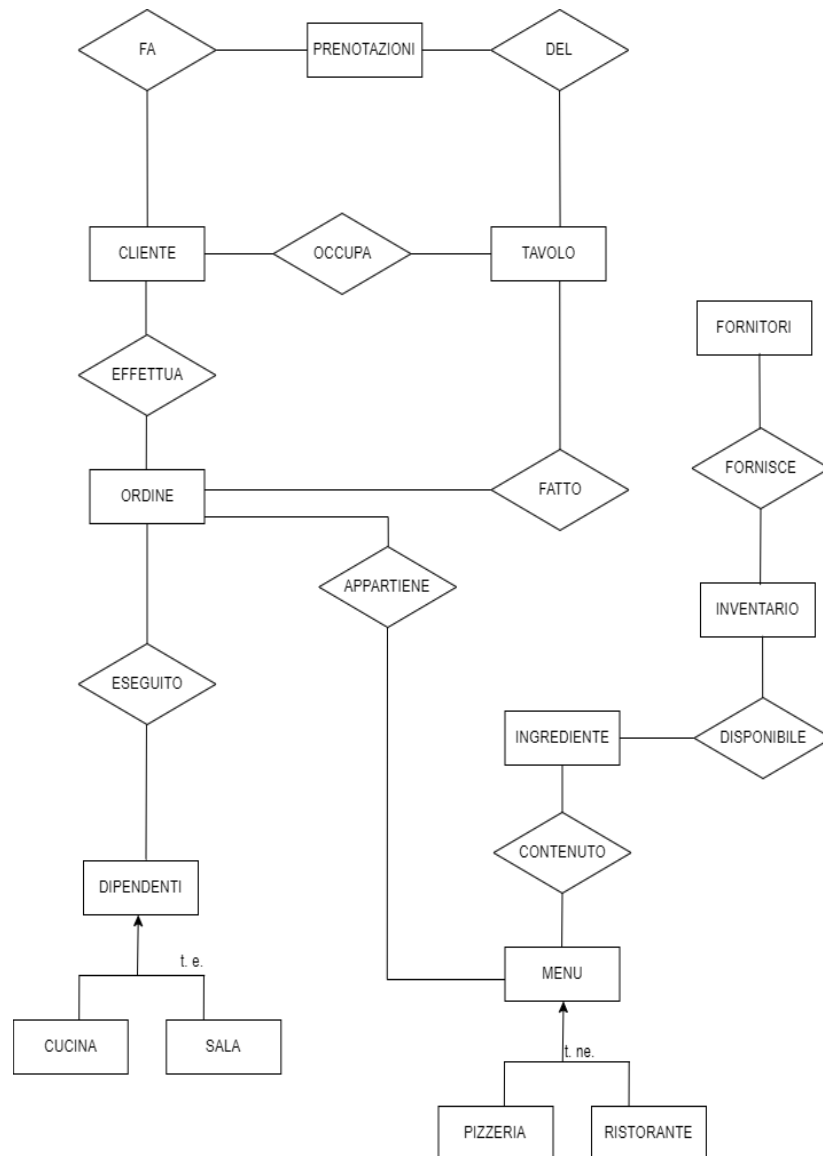 FA
PRENOTAZIONI
DEL
CLIENTE
OCCUPA
TAVOLO
FORNITORI
EFFETTUA
FORNISCE
ORDINE
FATTO
APPARTIENE
INVENTARIO
ESEGUITO
INGREDIENTE
DISPONIBILE
CONTENUTO
DIPENDENTI
t. e.
MENU
CUCINA
SALA
t. ne.
PIZZERIA
RISTORANTE